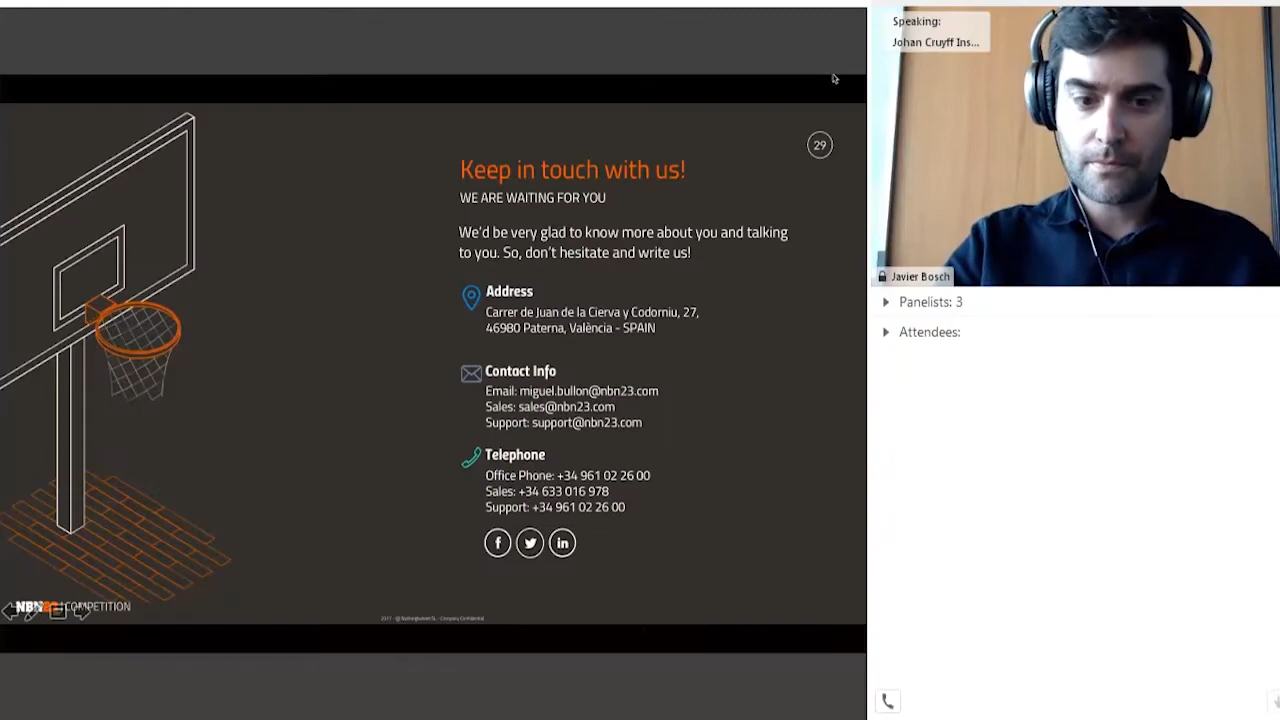 Speaking:
Johan Cruyff Ins...
29
Keep in touch with us!
WE ARE WAITING FOR YOU
We'd be very glad to know more about you and talking
to you. So, don't hesitate and write us!
Address
Carrer de Juan de la Cierva y Codorniu, 27,
46980 Paterna, València - SPAIN
Contact Info
Email: miguel.bullon@nbn23.com
Sales: sales@nbn23.com
Support: support@nbn23.com
Telephone
Office Phone: +34 961 02 26 00
Sales: +34 633 016 978
Support: +34 961 02 26 00
f in
NBN23 COMPETITION
Javier Bosch
Panelists: 3
Attendees: